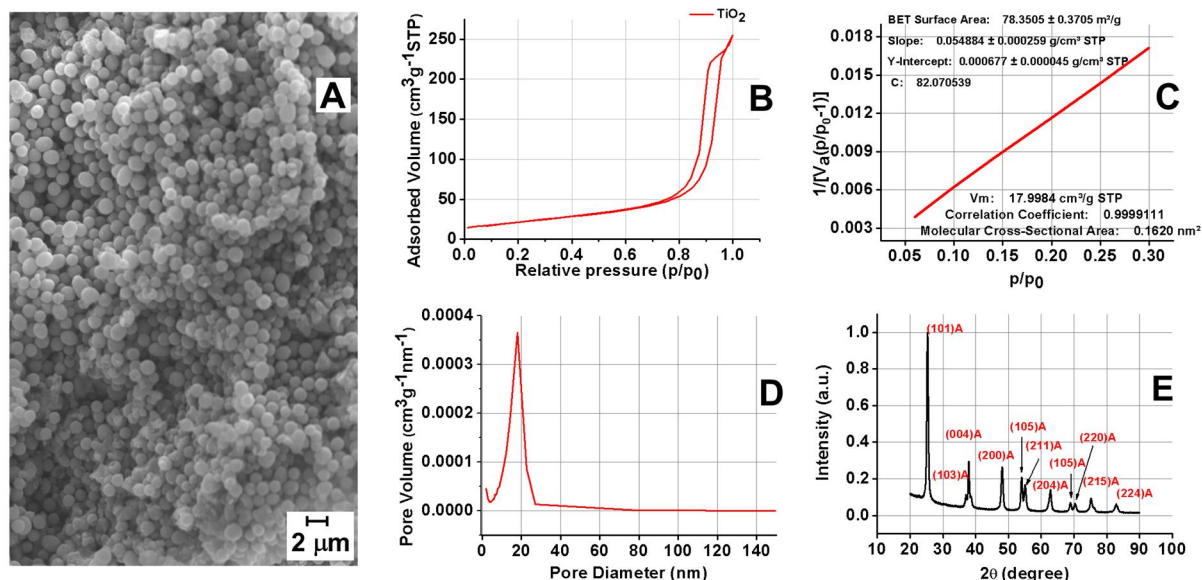 A
2 μm
TiO2
Adsorbed Volume (cm3g-1STP)
250
200
150
100
50
0
0.0 0.2 0.4 0.6 0.8 1.0
Relative pressure (p/p0)
B
BET Surface Area: 78.3505 ± 0.3705 m²/g
Slope: 0.054884 ± 0.000259 g/cm³ STP
Y-Intercept: 0.000677 ± 0.000045 g/cm³ STP
C: 82.070539
C
1/[Va(p/p0-1)]
0.018
0.015
0.012
0.009
0.006
0.003
Vm: 17.9984 cm³/g STP
Correlation Coefficient: 0.9999111
Molecular Cross-Sectional Area: 0.1620 nm²
0.05 0.10 0.15 0.20 0.25 0.30
p/p0
Pore Volume (cm3g-1nm-1)
0.0004
0.0003
0.0002
0.0001
0.0000
0 20 40 60 80 100 120 140
Pore Diameter (nm)
D
Intensity (a.u.)
1.0
0.8
0.6
0.4
0.2
0.0
(101)A
E
(004)A
(105)A
(220)A
(211)A
(200)A
(105)A
(103)A
(204)A
(215)A
(224)A
10 20 30 40 50 60 70 80 90 100
2θ (degree)